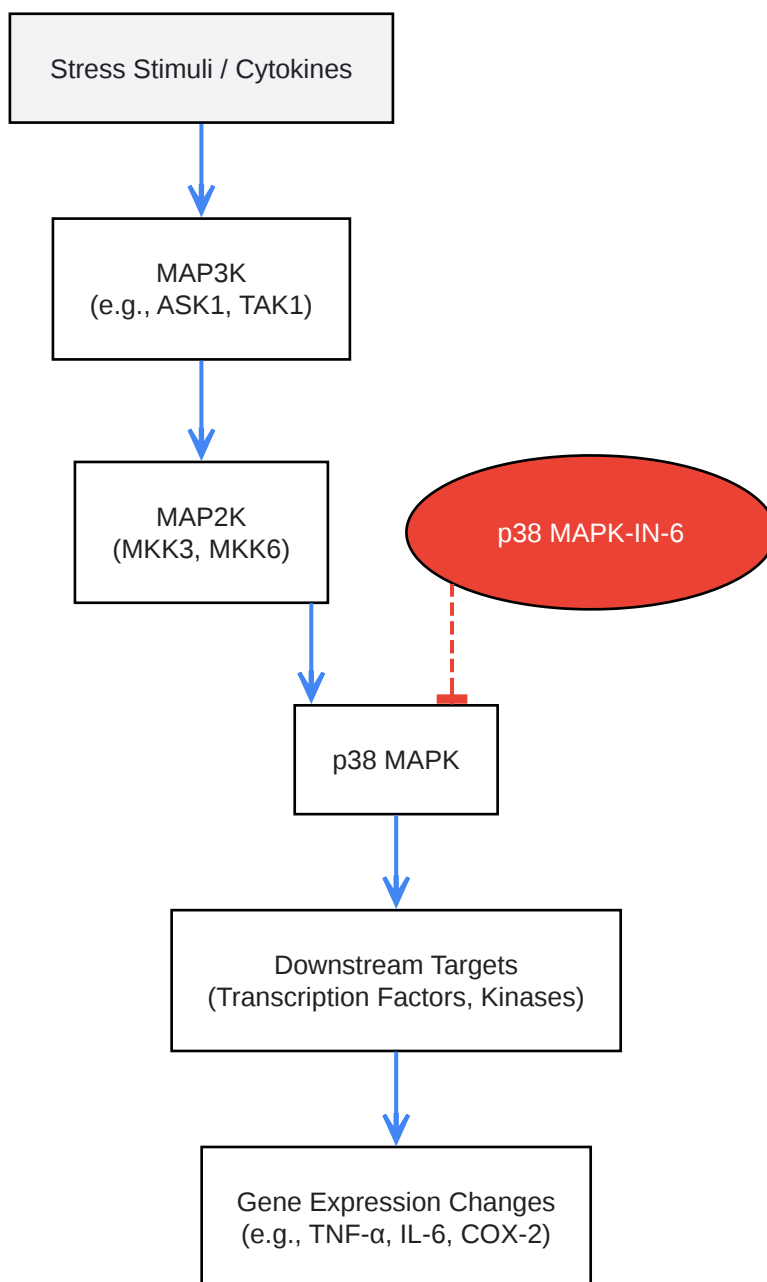 Stress Stimuli / Cytokines
MAP3K
(e.g., ASK1, TAK1)
MAP2K
(MKK3, MKK6)
p38 MAPK-IN-6
p38 MAPK
Downstream Targets
(Transcription Factors, Kinases)
Gene Expression Changes
(e.g., TNF-α, IL-6, COX-2)